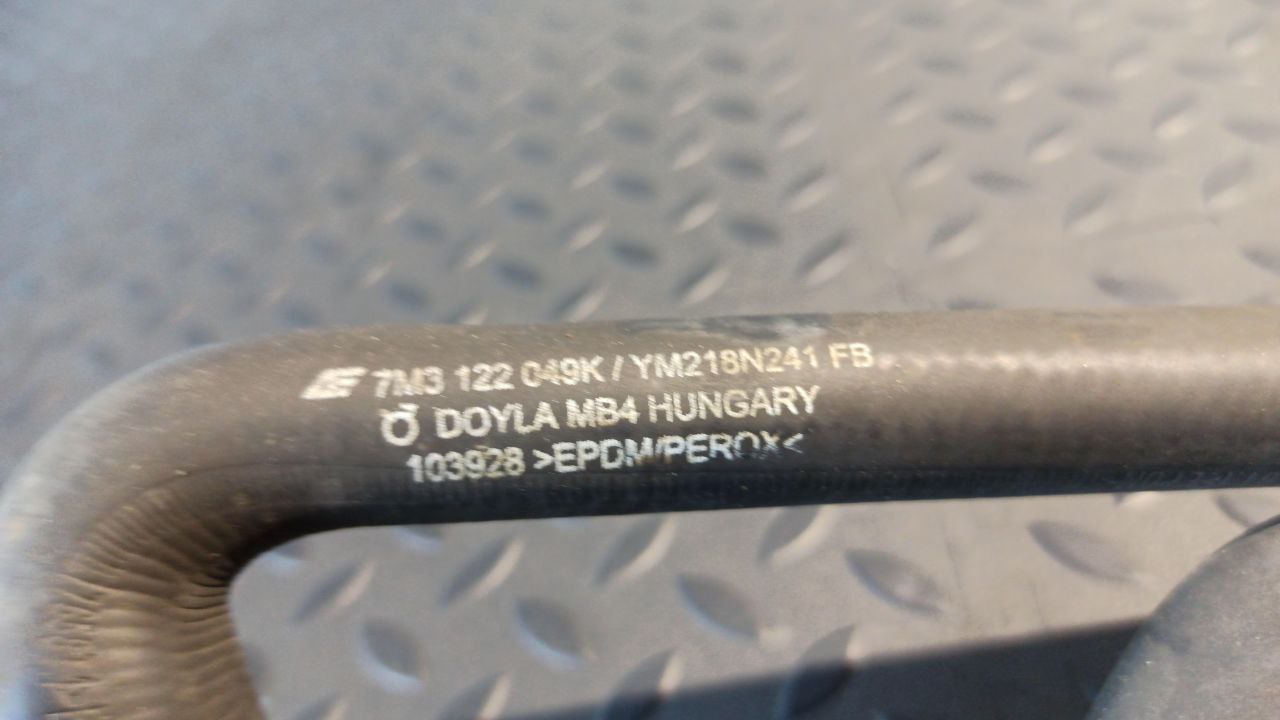 7M3 122 049K / YM218N241 FB
DOYLA MB4 HUNGARY
103928 >EPDM/PEROX<